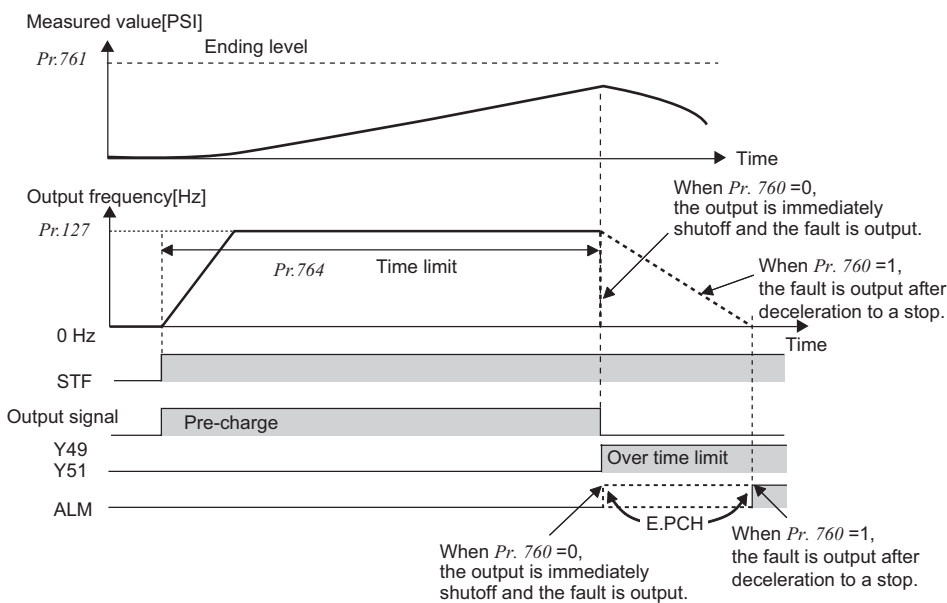 Measured value[PSI]
Ending level
Pr.761
Time
Output frequency[Hz]
When Pr. 760 =0,
the output is immediately
shutoff and the fault is output.
Pr.127
Pr.764 Time limit
When Pr. 760 =1,
the fault is output after
deceleration to a stop.
0 Hz
Time
STF
Output signal
Pre-charge
Y49
Y51
Over time limit
ALM
E.PCH
When Pr. 760 =0,
the output is immediately
shutoff and the fault is output.
When Pr. 760 =1,
the fault is output after
deceleration to a stop.